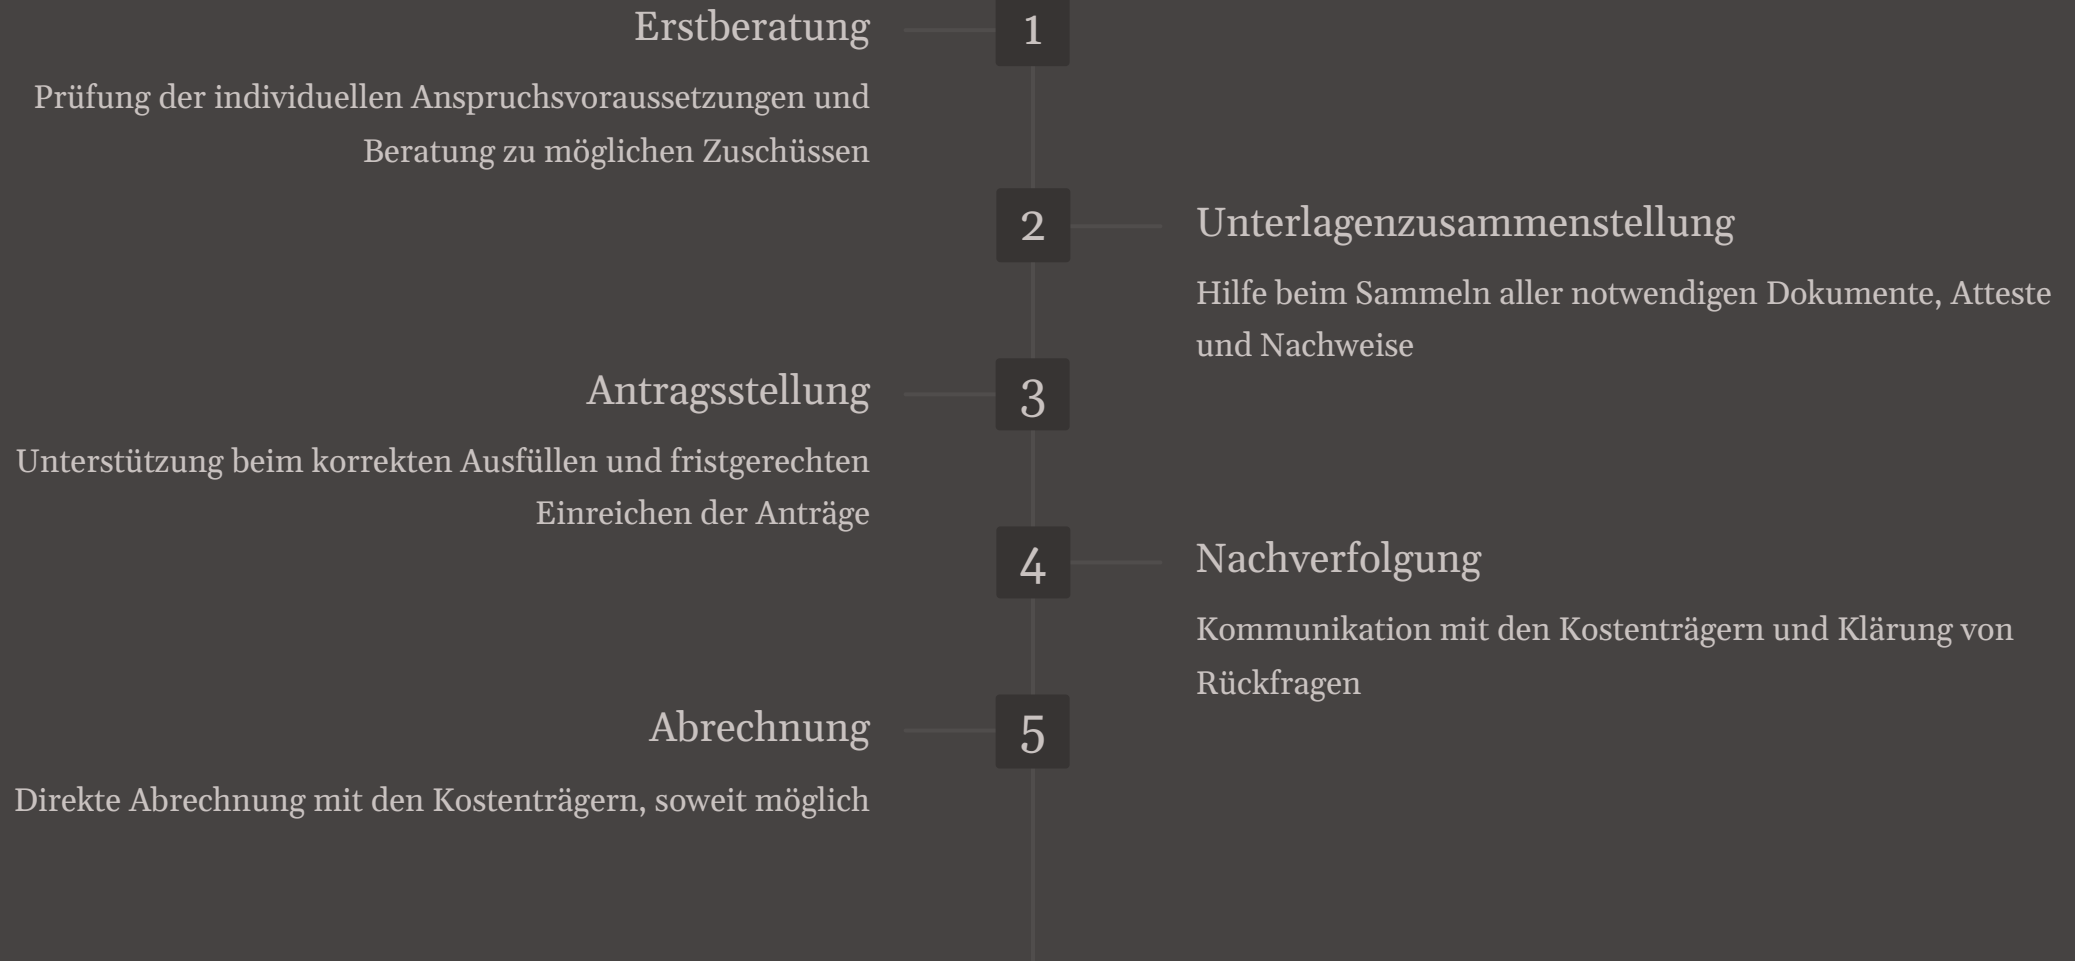 Erstberatung
1
Prüfung der individuellen Anspruchsvoraussetzungen und
Beratung zu möglichen Zuschüssen
2
Unterlagenzusammenstellung
Hilfe beim Sammeln aller notwendigen Dokumente, Atteste
und Nachweise
Antragsstellung
3
Unterstützung beim korrekten Ausfüllen und fristgerechten
Einreichen der Anträge
4
Nachverfolgung
Kommunikation mit den Kostenträgern und Klärung von
Rückfragen
Abrechnung
5
Direkte Abrechnung mit den Kostenträgern, soweit möglich